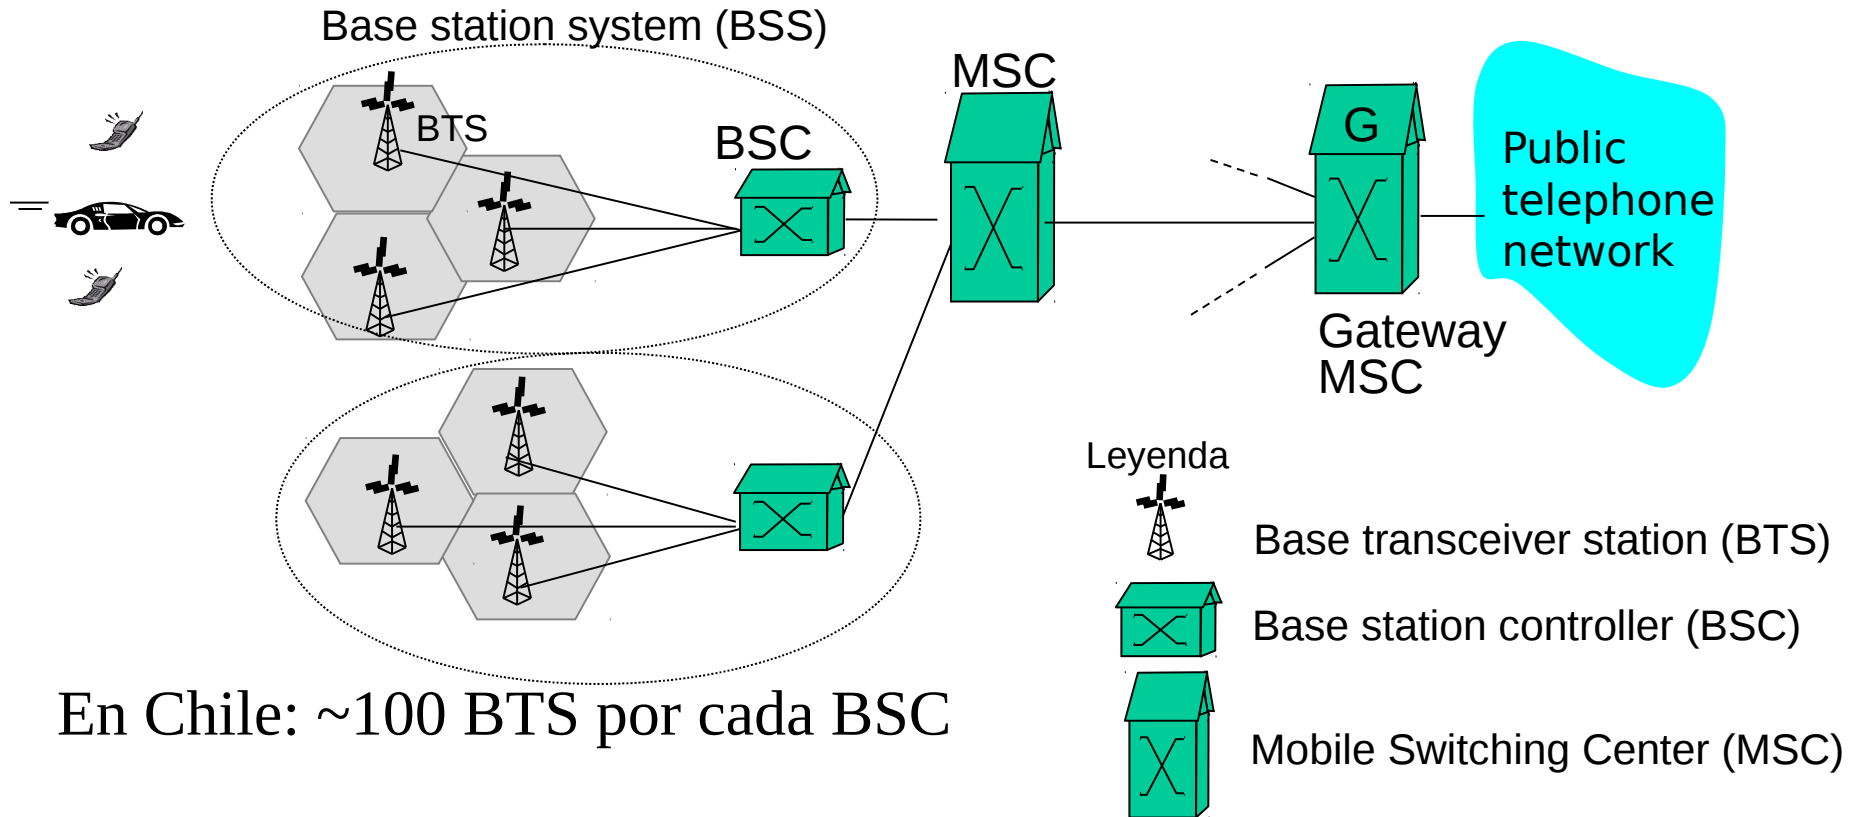 Base station system (BSS)
BTS
BSC
MSC
G
Public
telephone
network
Gateway
MSC
Leyenda
Base transceiver station (BTS)
Base station controller (BSC)
Mobile Switching Center (MSC)
En Chile: ~100 BTS por cada BSC